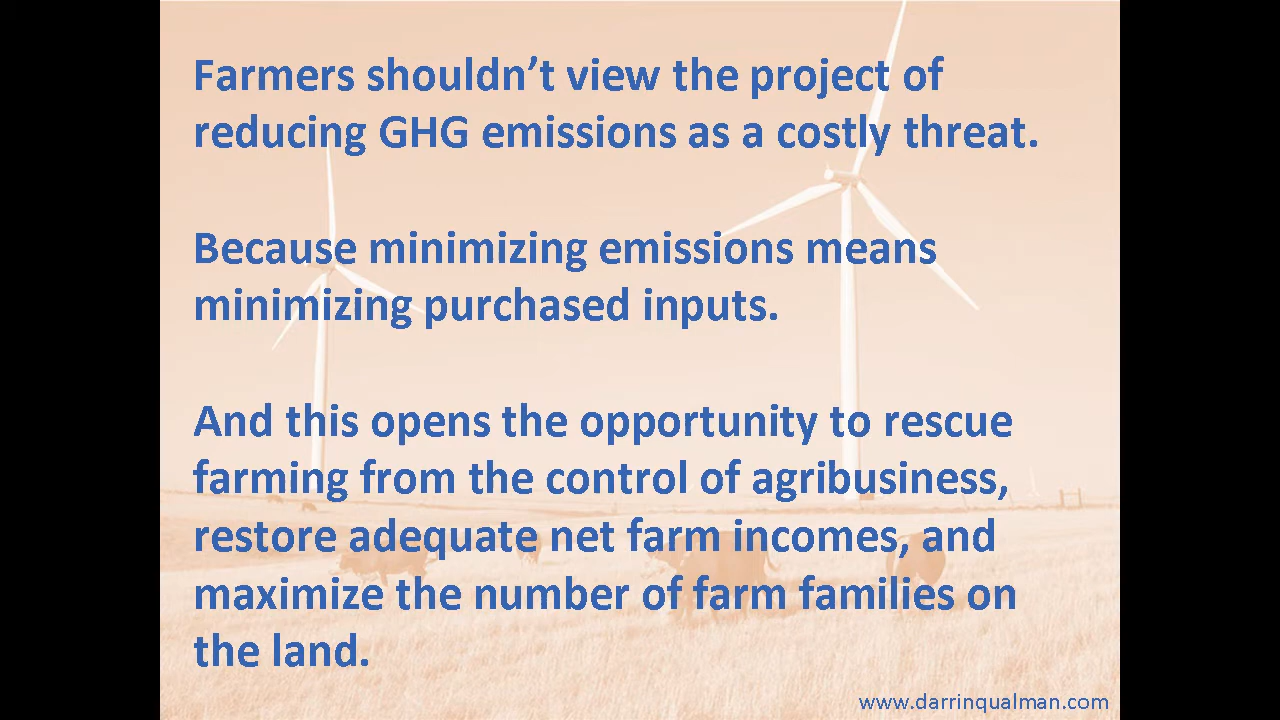 Farmers shouldn’t view the project of
reducing GHG emissions as a costly threat.
Because minimizing emissions means
minimizing purchased inputs.
And this opens the opportunity to rescue
farming from the control of agribusiness,
restore adequate net farm incomes, and
maximize the number of farm families on
the land.
www.darrinqualman.com